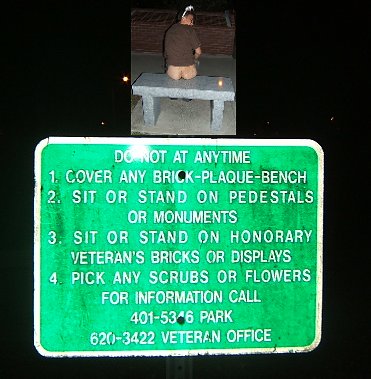 DO NOT AT ANYTIME
1. COVER ANY BRICK-PLAQUE-BENCH
2. SIT OR STAND ON PEDESTALS
OR MONUMENTS
3. SIT OR STAND ON HONORARY
VETERAN'S BRICKS OR DISPLAYS
4. PICK ANY SCRUBS OR FLOWERS
FOR INFORMATION CALL
401-5346 PARK
620-3422 VETERAN OFFICE